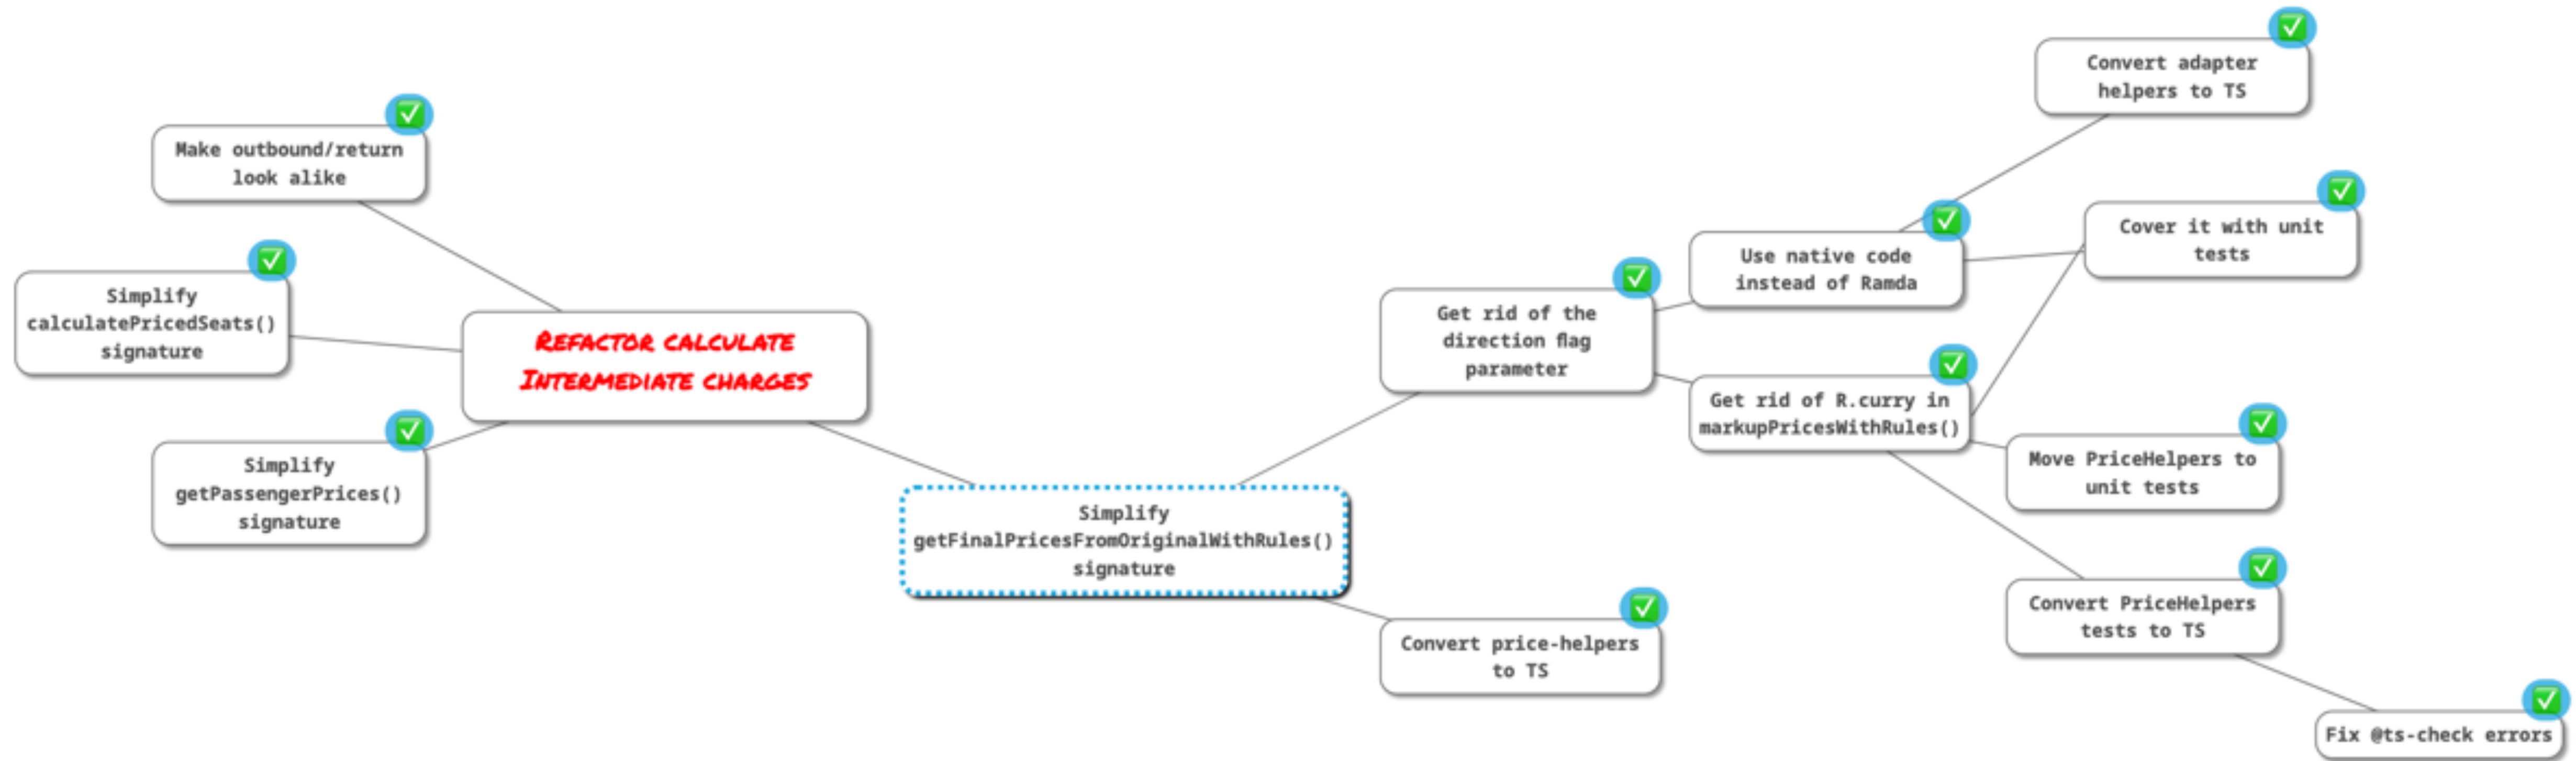 Convert adapter
helpers to TS
Make outbound/return
look alike
Cover it with unit
tests
Use native code
instead of Ramda
Simplify
calculatePricedSeats()
signature
Get rid of the
direction flag
parameter
REFACTOR CALCULATE
INTERMEDIATE CHARGES
Get rid of R.curry in
markupPricesWithRules()
Simplify
getPassengerPrices()
signature
Move PriceHelpers to
unit tests
Simplify
getFinalPricesFromOriginalWithRules()
signature
Convert PriceHelpers
tests to TS
Convert price-helpers
to TS
Fix @ts-check errors